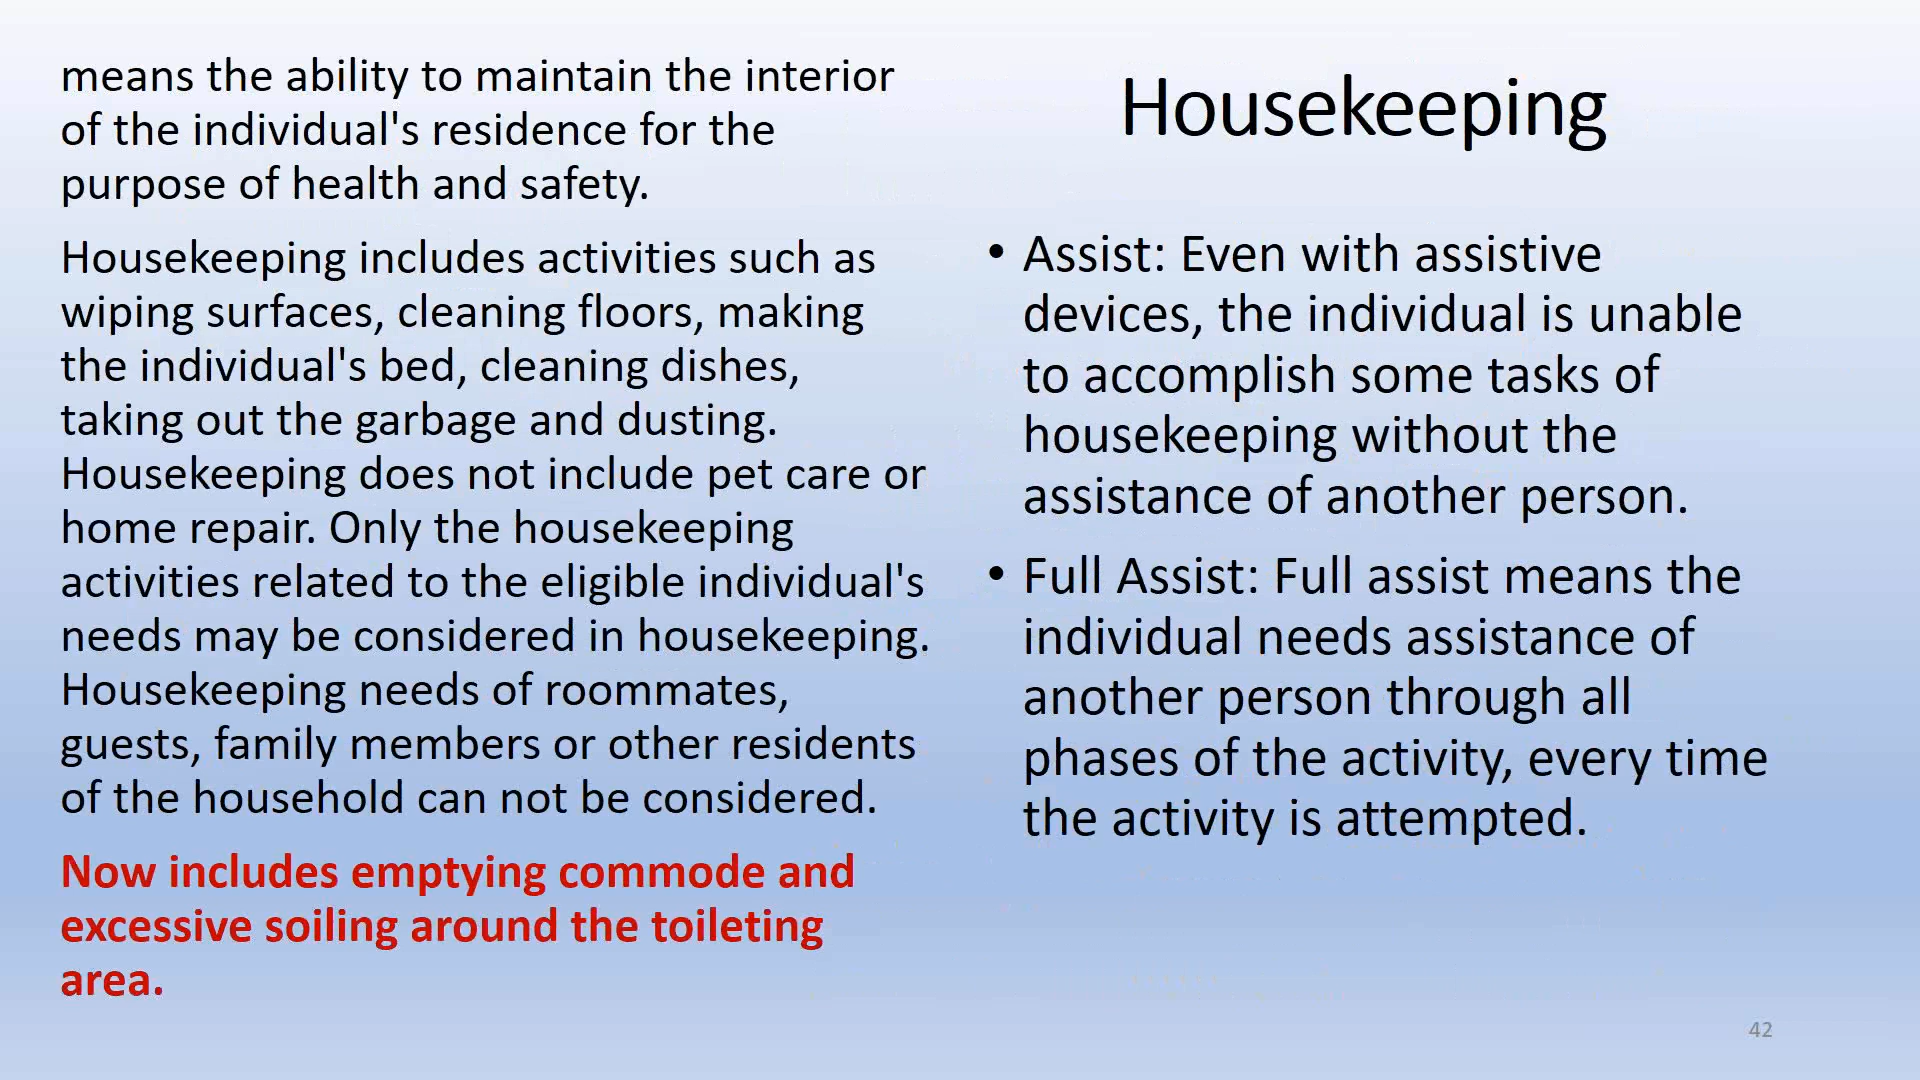 means the ability to maintain the interior
of the individual's residence for the
purpose of health and safety.
Housekeeping includes activities such as
wiping surfaces, cleaning floors, making
the individual's bed, cleaning dishes,
taking out the garbage and dusting.
Housekeeping does not include pet care or
home repair. Only the housekeeping
activities related to the eligible individual's
needs may be considered in housekeeping.
Housekeeping needs of roommates,
guests, family members or other residents
of the household can not be considered.
Now includes emptying commode and
excessive soiling around the toileting
area.
Housekeeping
• Assist: Even with assistive
devices, the individual is unable
to accomplish some tasks of
housekeeping without the
assistance of another person.
• Full Assist: Full assist means the
individual needs assistance of
another person through all
phases of the activity, every time
the activity is attempted.
42